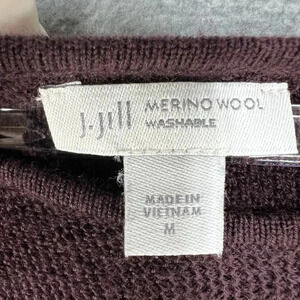 J.Jill MERINO WOOL
WASHABLE
MADE IN
VIETNAM
M